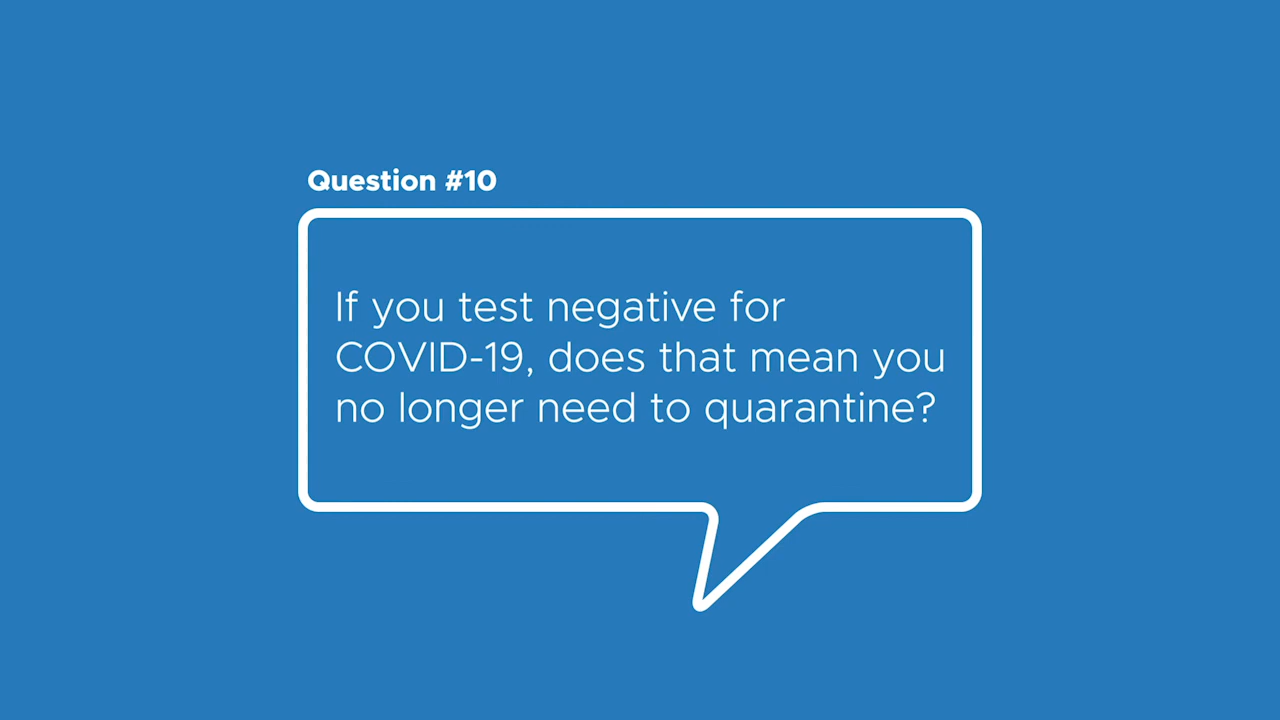 Question #10
If you test negative for
COVID-19, does that mean you
no longer need to quarantine?